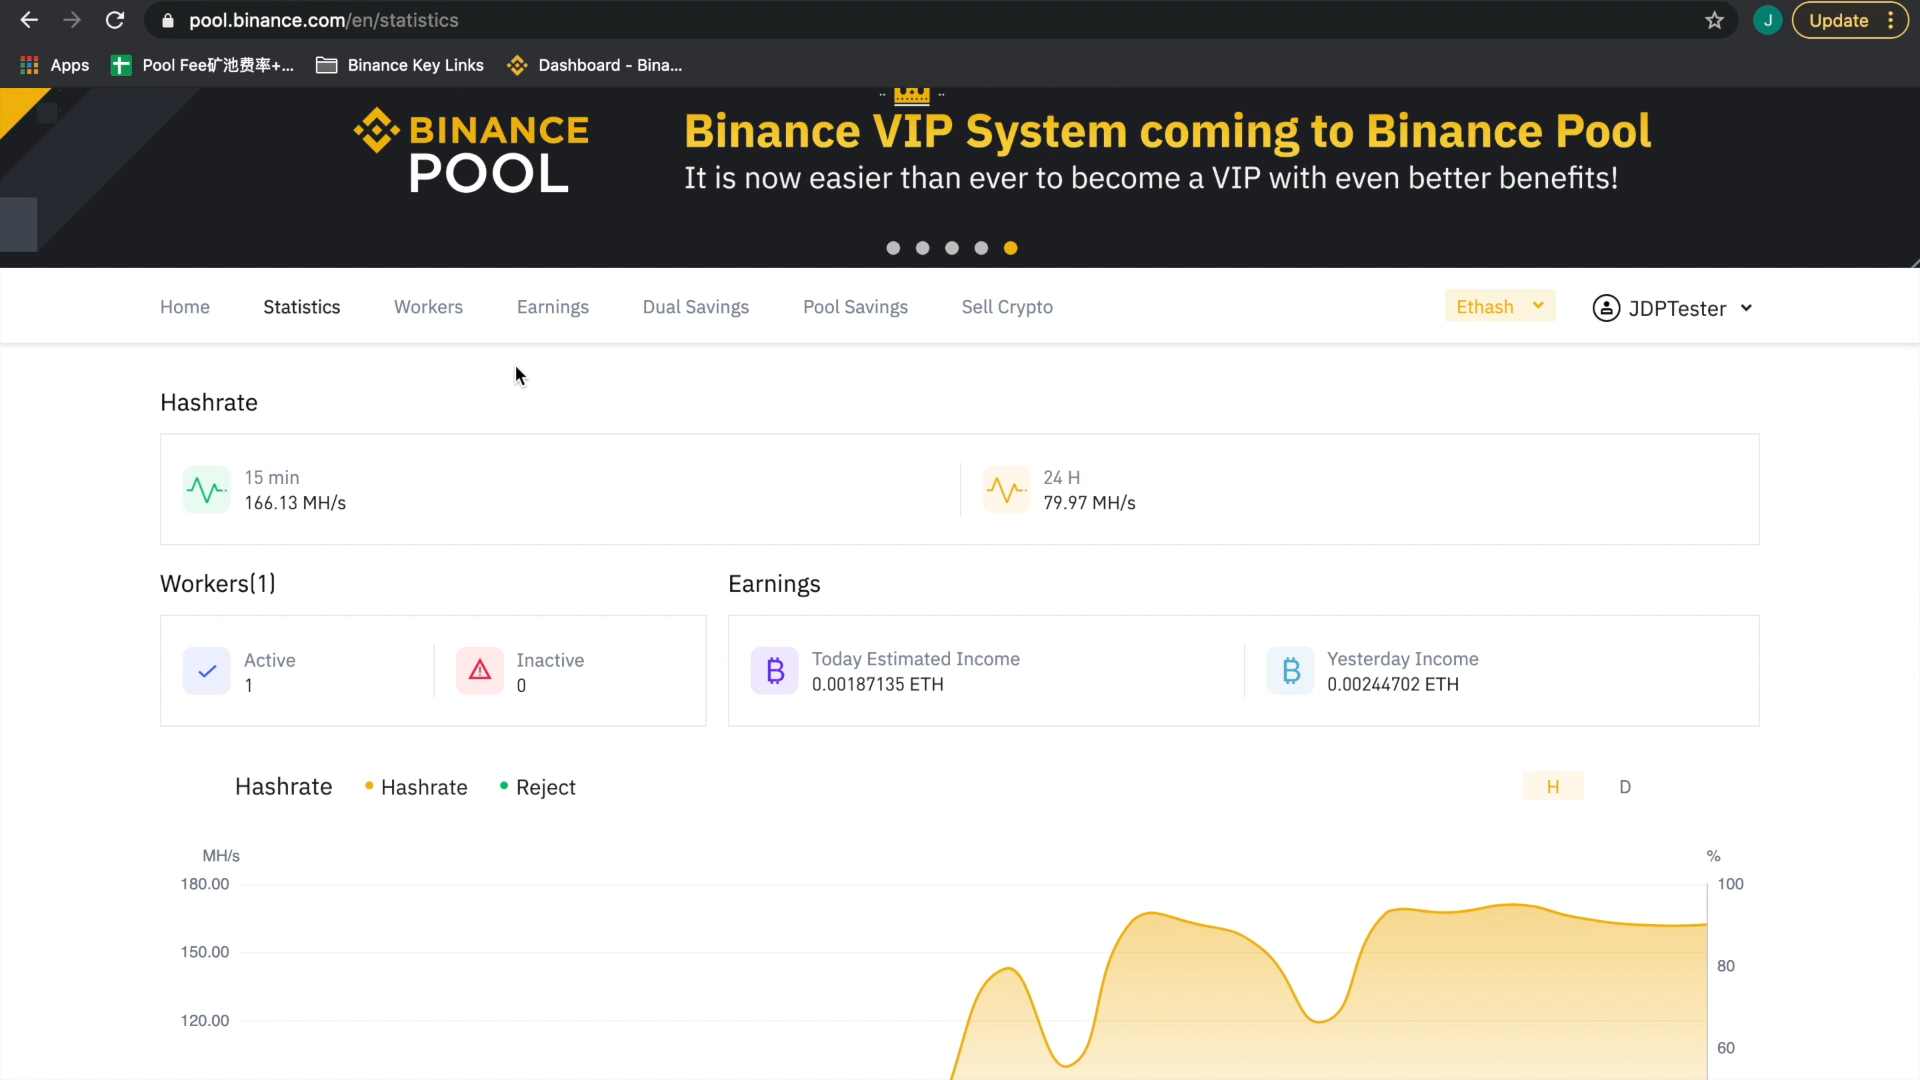 pool.binance.com/en/statistics
J
Update
Apps
Pool Fee矿池费率+...
Binance Key Links
Dashboard - Bina...
BINANCE
POOL
Binance VIP System coming to Binance Pool
It is now easier than ever to become a VIP with even better benefits!
Home
Statistics
Workers
Earnings
Dual Savings
Pool Savings
Sell Crypto
Ethash
JDPTester
Hashrate
15 min
166.13 MH/s
24 H
79.97 MH/s
Workers(1)
Active
1
Inactive
0
Earnings
Today Estimated Income
0.00187135 ETH
Yesterday Income
0.00244702 ETH
Hashrate
Hashrate
Reject
H
D
MH/s
%
180.00
100
150.00
80
120.00
60